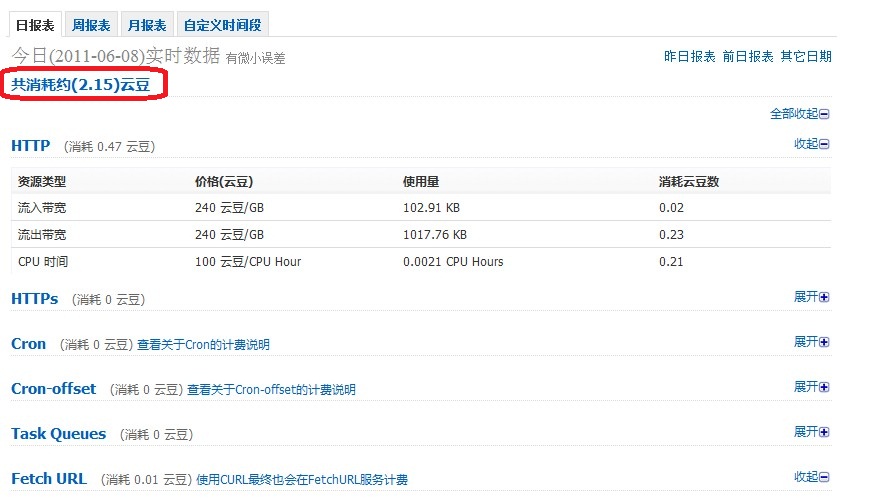 日报表 周报表 月报表 自定义时间段
今日(2011-06-08)实时数据 有微小误差 昨日报表 前日报表 其它日期
共消耗约(2.15)云豆
全部收起
HTTP (消耗 0.47 云豆) 收起
资源类型 价格(云豆) 使用量 消耗云豆数
流入带宽 240 云豆/GB 102.91 KB 0.02
流出带宽 240 云豆/GB 1017.76 KB 0.23
CPU 时间 100 云豆/CPU Hour 0.0021 CPU Hours 0.21
HTTPs (消耗 0 云豆) 展开
Cron (消耗 0 云豆) 查看关于Cron的计费说明 展开
Cron-offset (消耗 0 云豆) 查看关于Cron-offset的计费说明 展开
Task Queues (消耗 0 云豆) 展开
Fetch URL (消耗 0.01 云豆) 使用CURL最终也会在FetchURL服务计费 收起